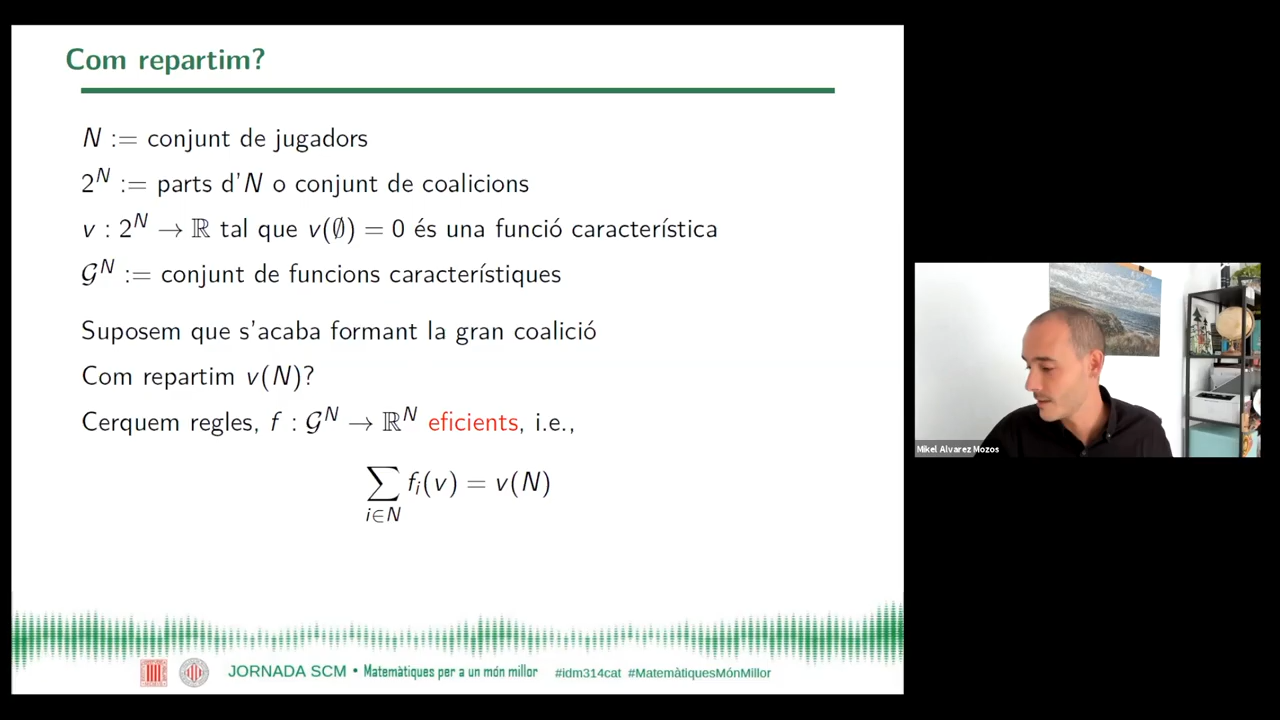 Com repartim?
N := conjunt de jugadors
2^N := parts d'N o conjunt de coalicions
v : 2^N → ℝ tal que v(∅) = 0 és una funció característica
𝒢^N := conjunt de funcions característiques
Suposem que s'acaba formant la gran coalició
Com repartim v(N)?
Cerquem regles, f : 𝒢^N → ℝ^N eficients, i.e.,
∑_{i∈N} f_i(v) = v(N)
JORNADA SCM • Matemàtiques per a un món millor #idm314cat #MatemàtiquesMónMillor
Mikel Alvarez Mozos